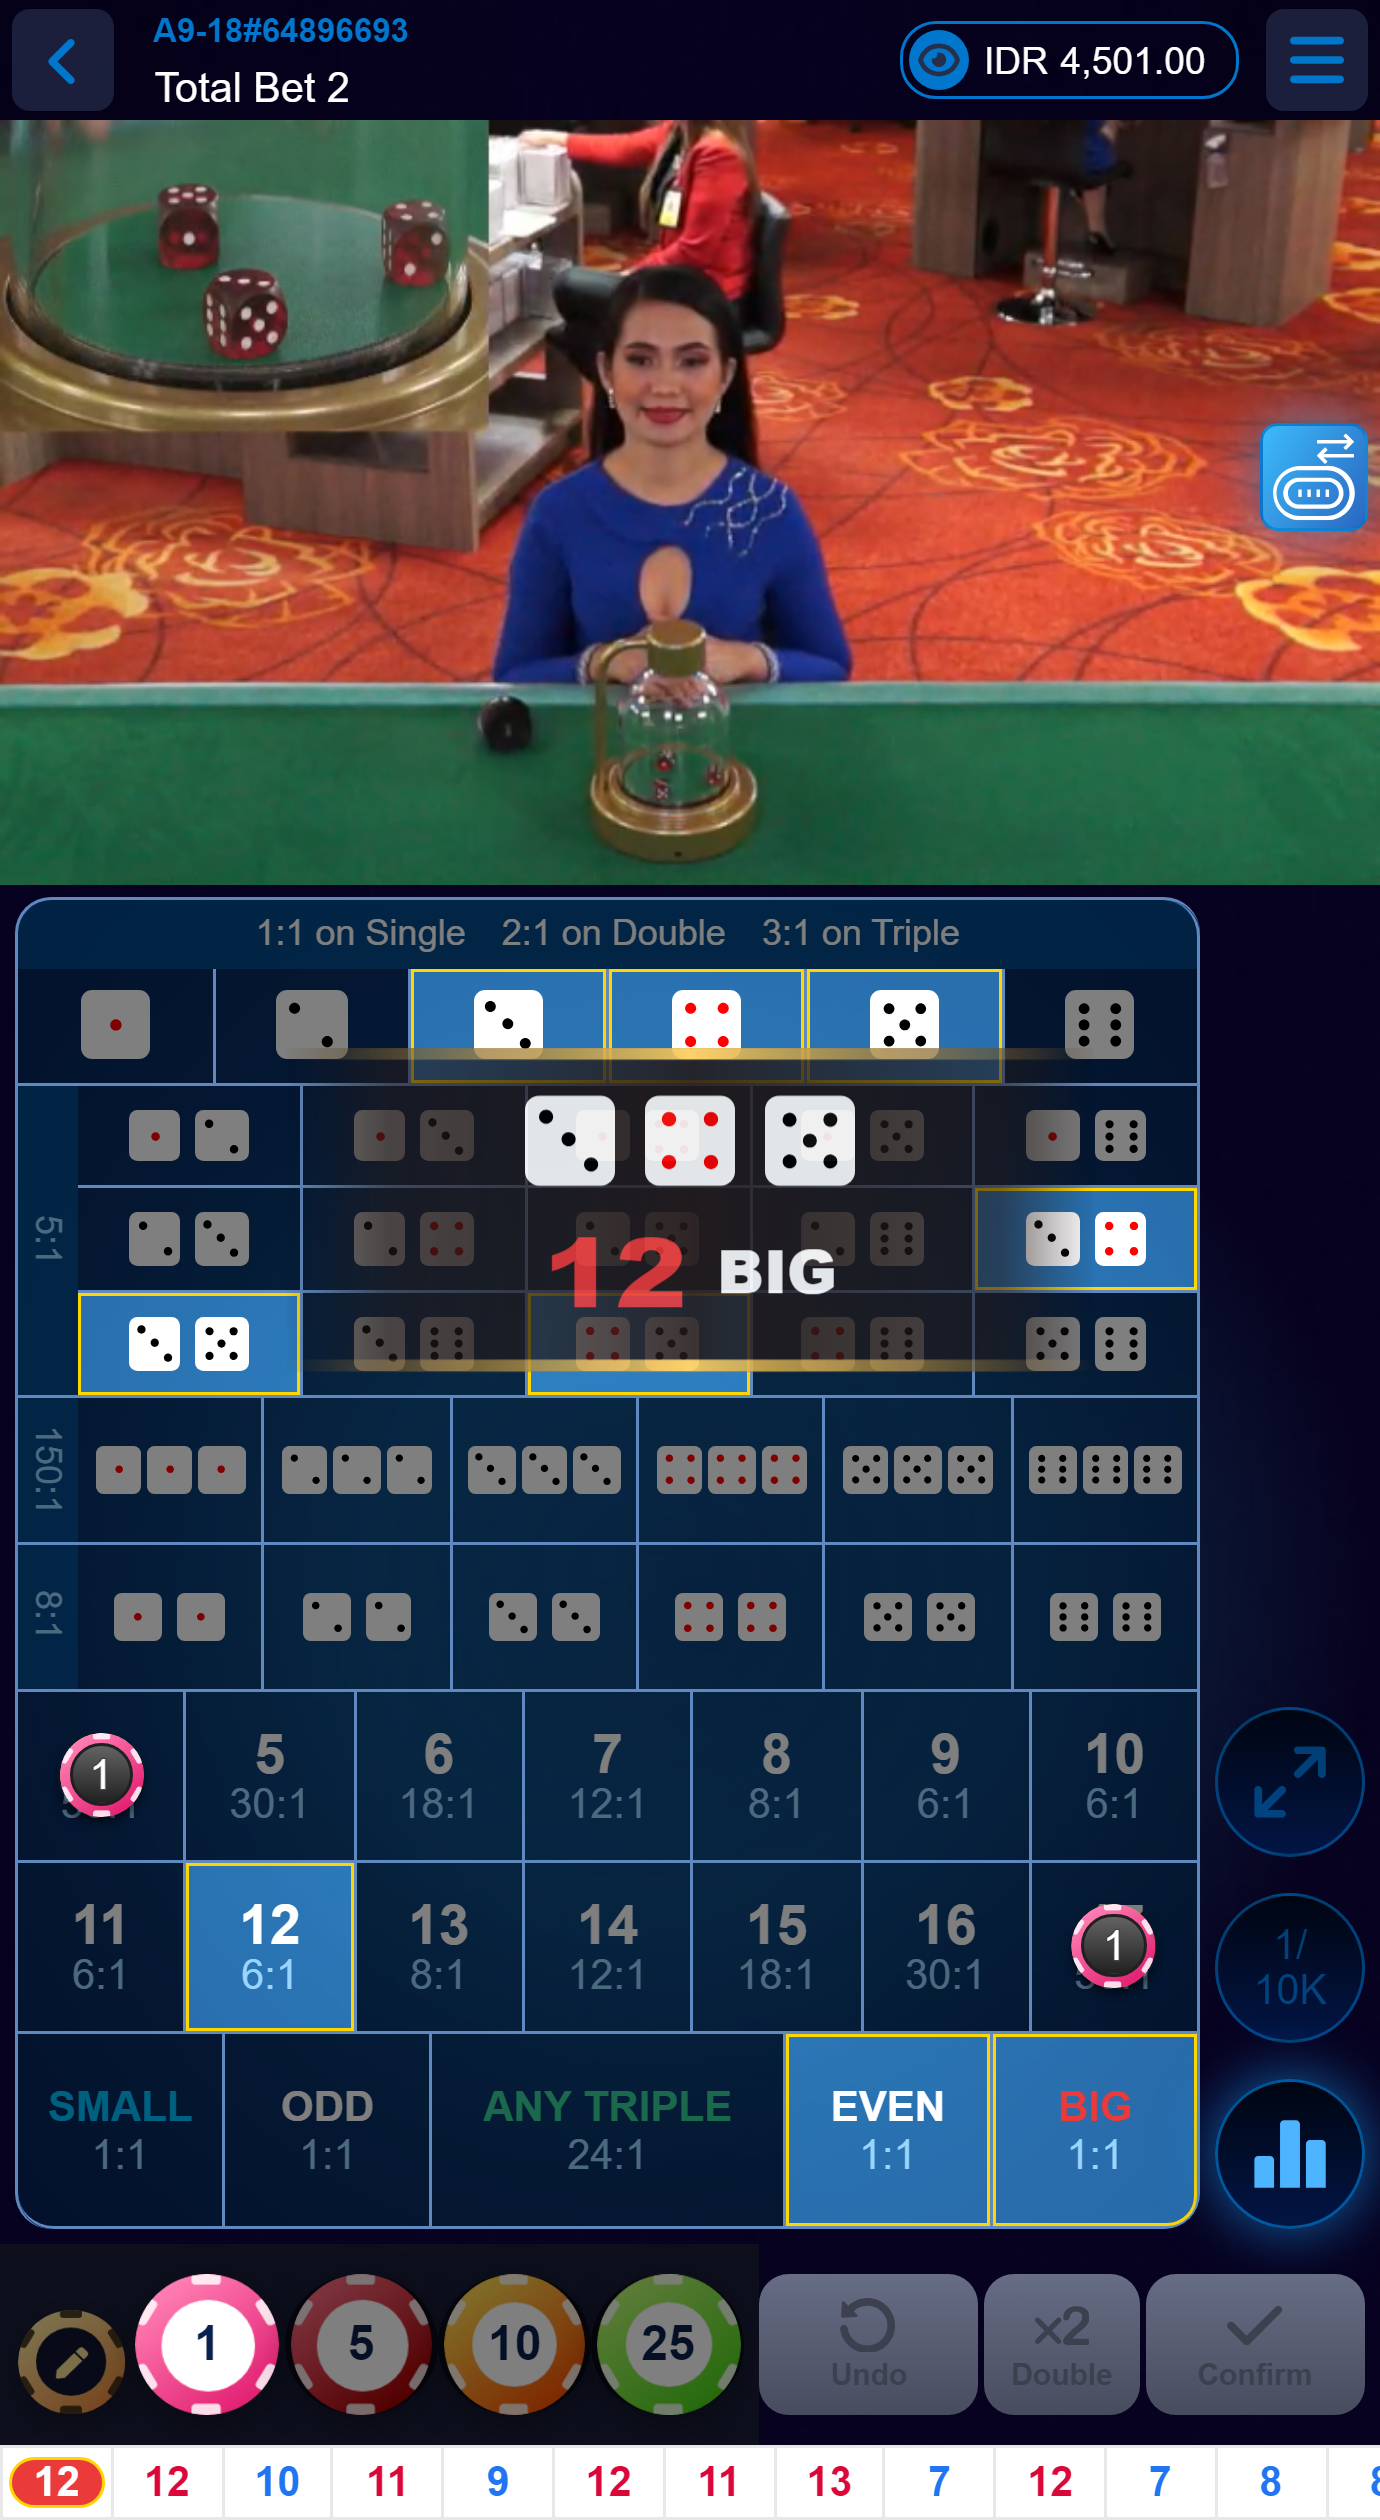 A9-18#64896693
Total Bet 2
IDR 4,501.00
1:1 on Single 2:1 on Double 3:1 on Triple
5:1
12 BIG
150:1
8:1
1 5 6 7 8 9 10
30:1 18:1 12:1 8:1 6:1 6:1
11 12 13 14 15 16 1
6:1 6:1 8:1 12:1 18:1 30:1
1/
10K
SMALL ODD ANY TRIPLE EVEN BIG
1:1 1:1 24:1 1:1 1:1
1 5 10 25
x2
Undo Double Confirm
12 12 10 11 9 12 11 13 7 12 7 8